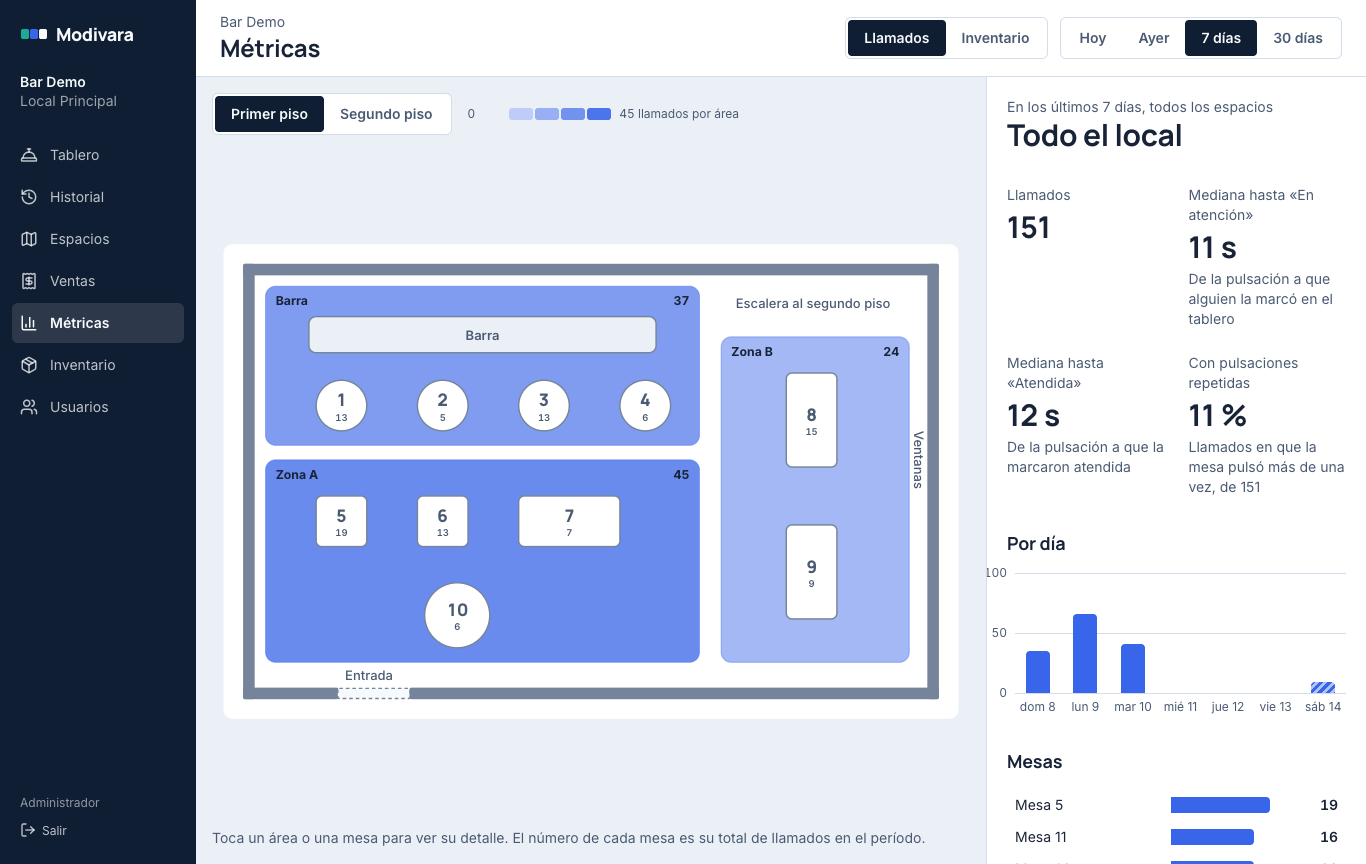 Modivara
Bar Demo
Local Principal
Tablero
Historial
Espacios
Ventas
Métricas
Inventario
Usuarios
Administrador
Salir
Bar Demo
Métricas
Llamados
Inventario
Hoy
Ayer
7 días
30 días
Primer piso
Segundo piso
0
45 llamados por área
Barra
37
Barra
1
13
2
5
3
13
4
6
Escalera al segundo piso
Zona B
24
8
15
9
9
Ventanas
Zona A
45
5
19
6
13
7
7
10
6
Entrada
Toca un área o una mesa para ver su detalle. El número de cada mesa es su total de llamados en el período.
En los últimos 7 días, todos los espacios
Todo el local
Llamados
151
Mediana hasta «En
atención»
11 s
De la pulsación a que
alguien la marcó en el
tablero
Mediana hasta
«Atendida»
12 s
De la pulsación a que la
marcaron atendida
Con pulsaciones
repetidas
11 %
Llamados en que la
mesa pulsó más de una
vez, de 151
Por día
100
50
0
dom 8
lun 9
mar 10
mié 11
jue 12
vie 13
sáb 14
Mesas
Mesa 5
19
Mesa 11
16